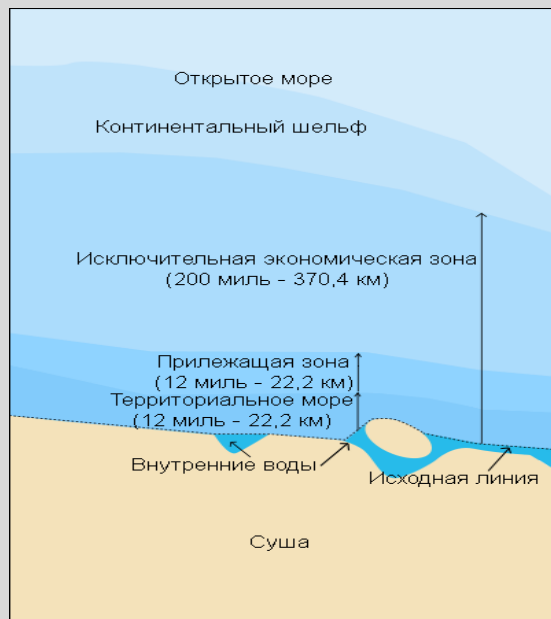 Открытое море
Континентальный шельф
Исключительная экономическая зона
(200 миль - 370,4 км)
Прилежащая зона
(12 миль - 22,2 км)
Территориальное море
(12 миль - 22,2 км)
Внутренние воды
Исходная линия
Суша